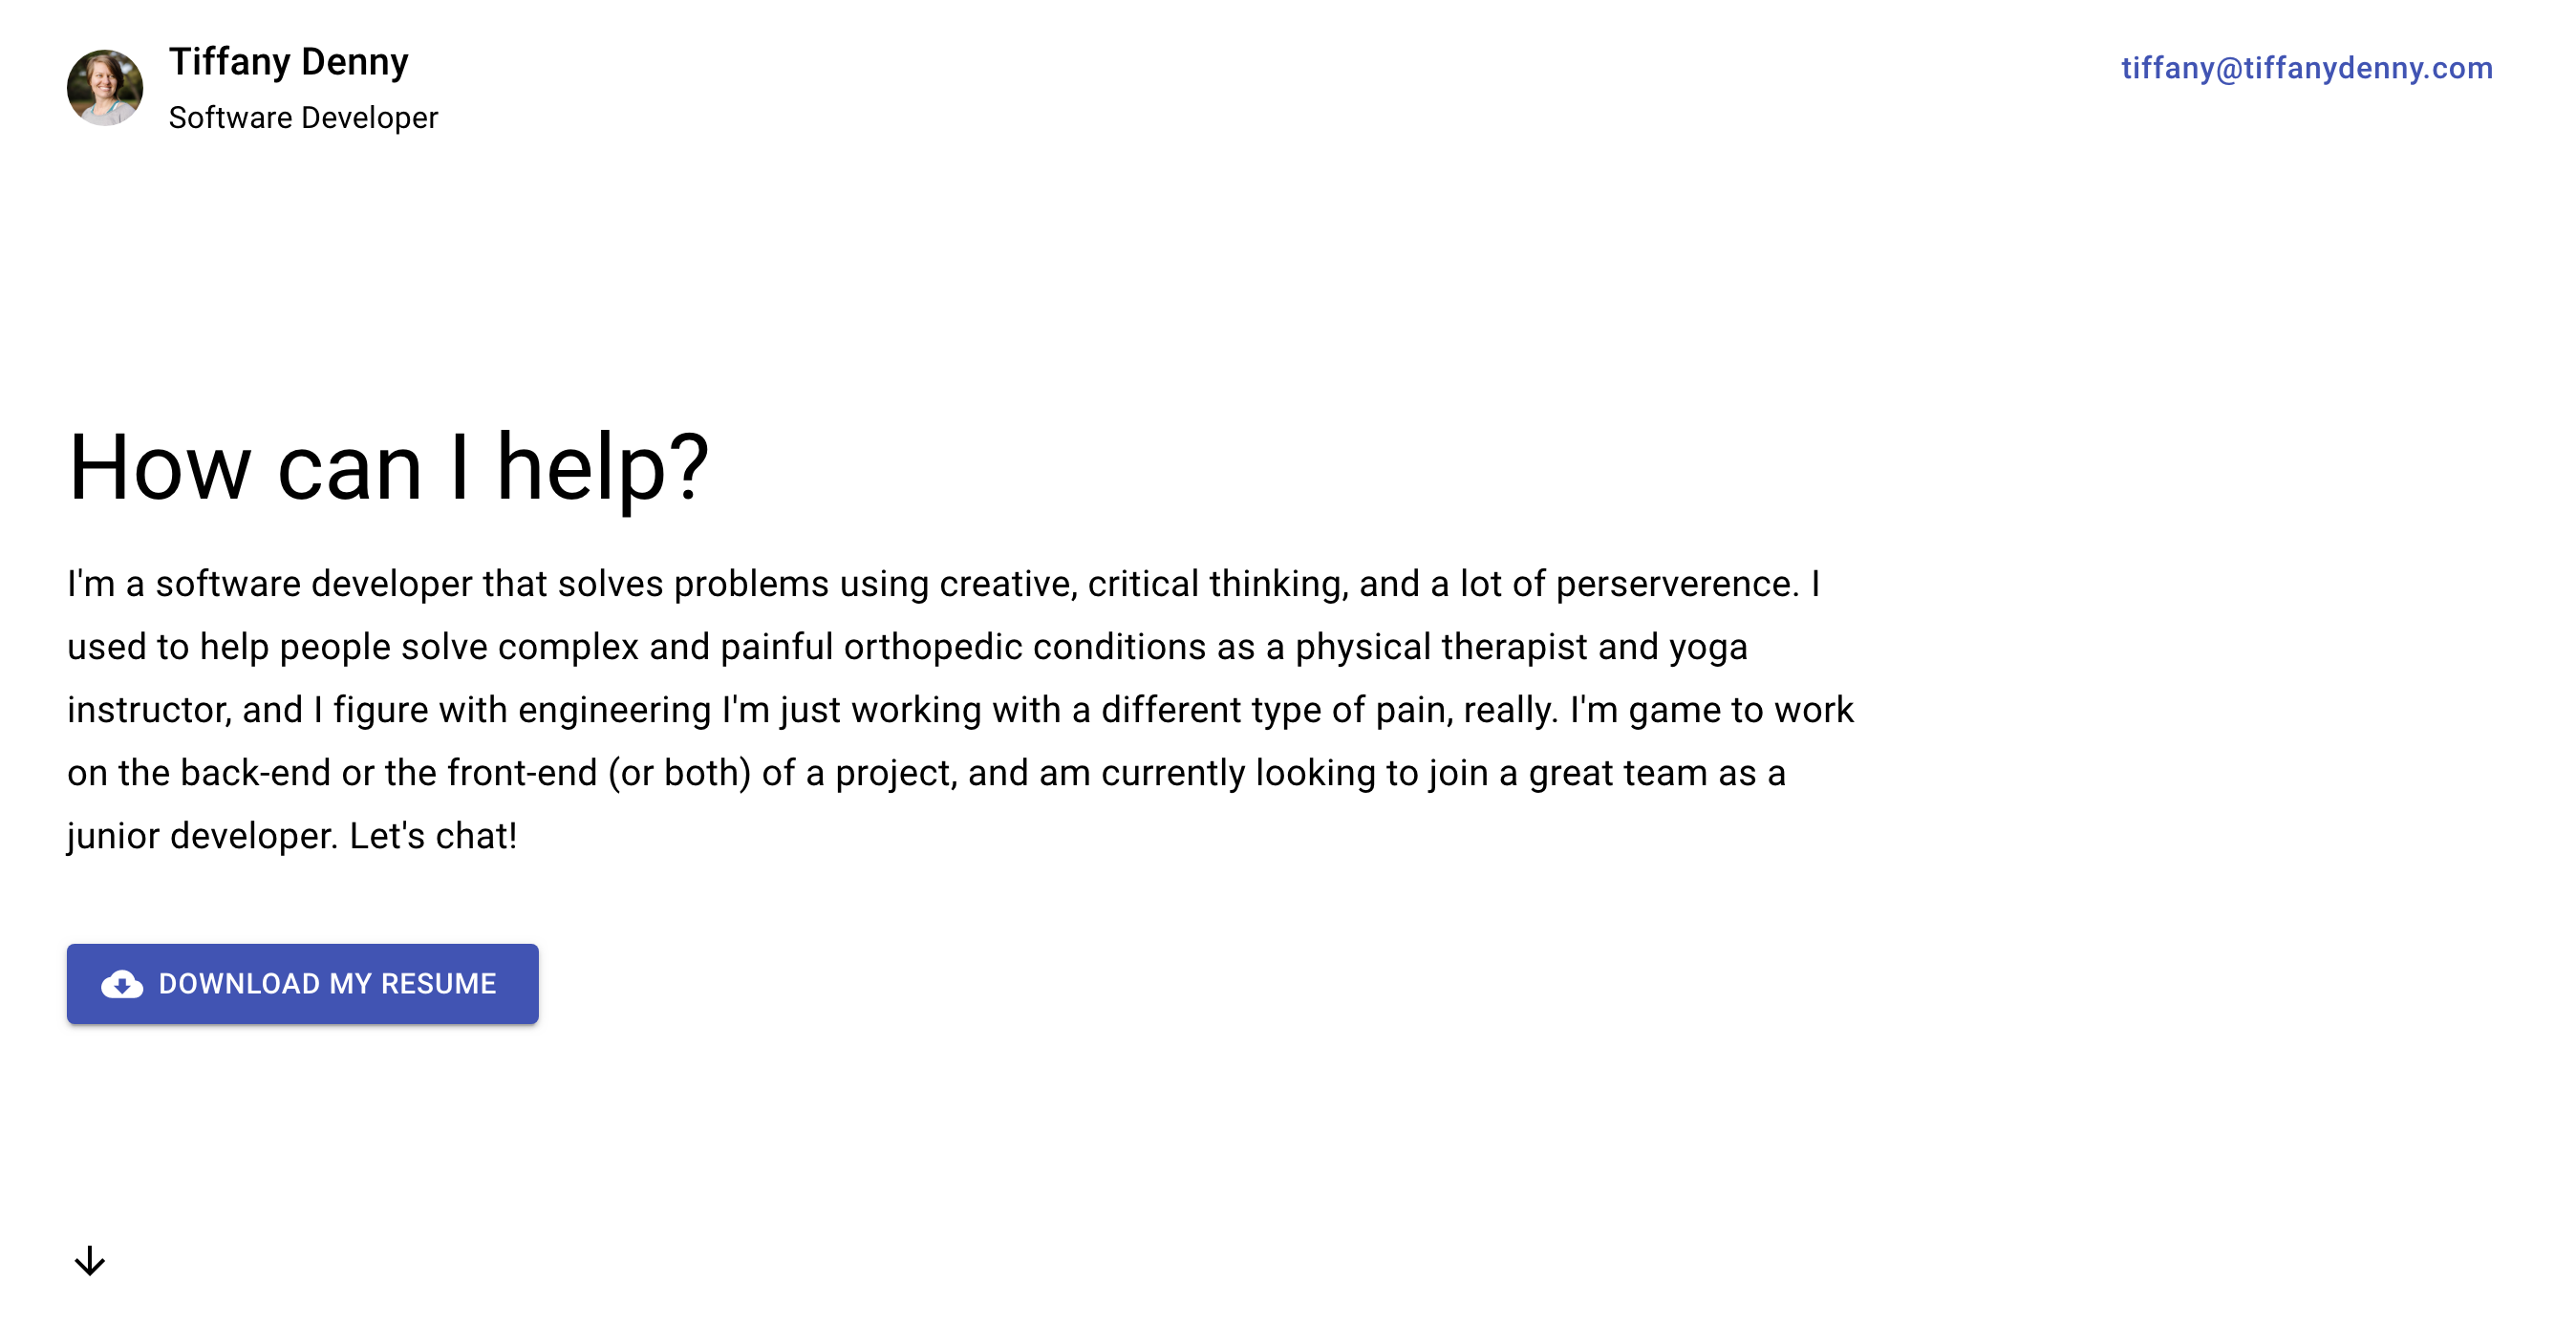 Tiffany Denny
Software Developer
tiffany@tiffanydenny.com
How can I help?
I'm a software developer that solves problems using creative, critical thinking, and a lot of perserverence. I
used to help people solve complex and painful orthopedic conditions as a physical therapist and yoga
instructor, and I figure with engineering I'm just working with a different type of pain, really. I'm game to work
on the back-end or the front-end (or both) of a project, and am currently looking to join a great team as a
junior developer. Let's chat!
DOWNLOAD MY RESUME